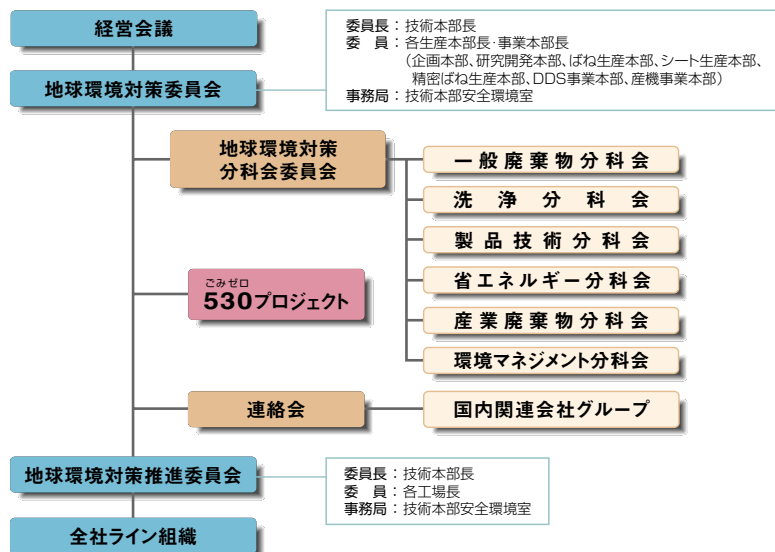 経営会議
委員長：技術本部長
委　員：各生産本部長・事業本部長
（企画本部、研究開発本部、ばね生産本部、シート生産本部、
精密ばね生産本部、DDS事業本部、産機事業本部）
事務局：技術本部安全環境室
地球環境対策委員会
地球環境対策
分科会委員会
一般廃棄物分科会
洗浄分科会
製品技術分科会
省エネルギー分科会
産業廃棄物分科会
環境マネジメント分科会
ごみゼロ
530プロジェクト
連絡会
国内関連会社グループ
地球環境対策推進委員会
委員長：技術本部長
委　員：各工場長
事務局：技術本部安全環境室
全社ライン組織